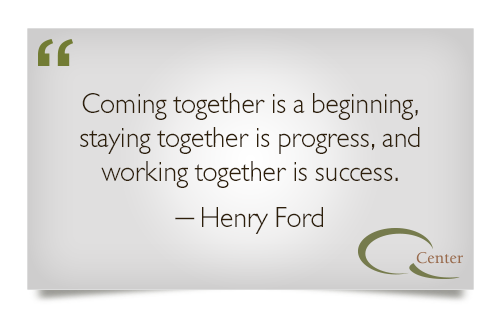 “
Coming together is a beginning,
staying together is progress, and
working together is success.
— Henry Ford
Center